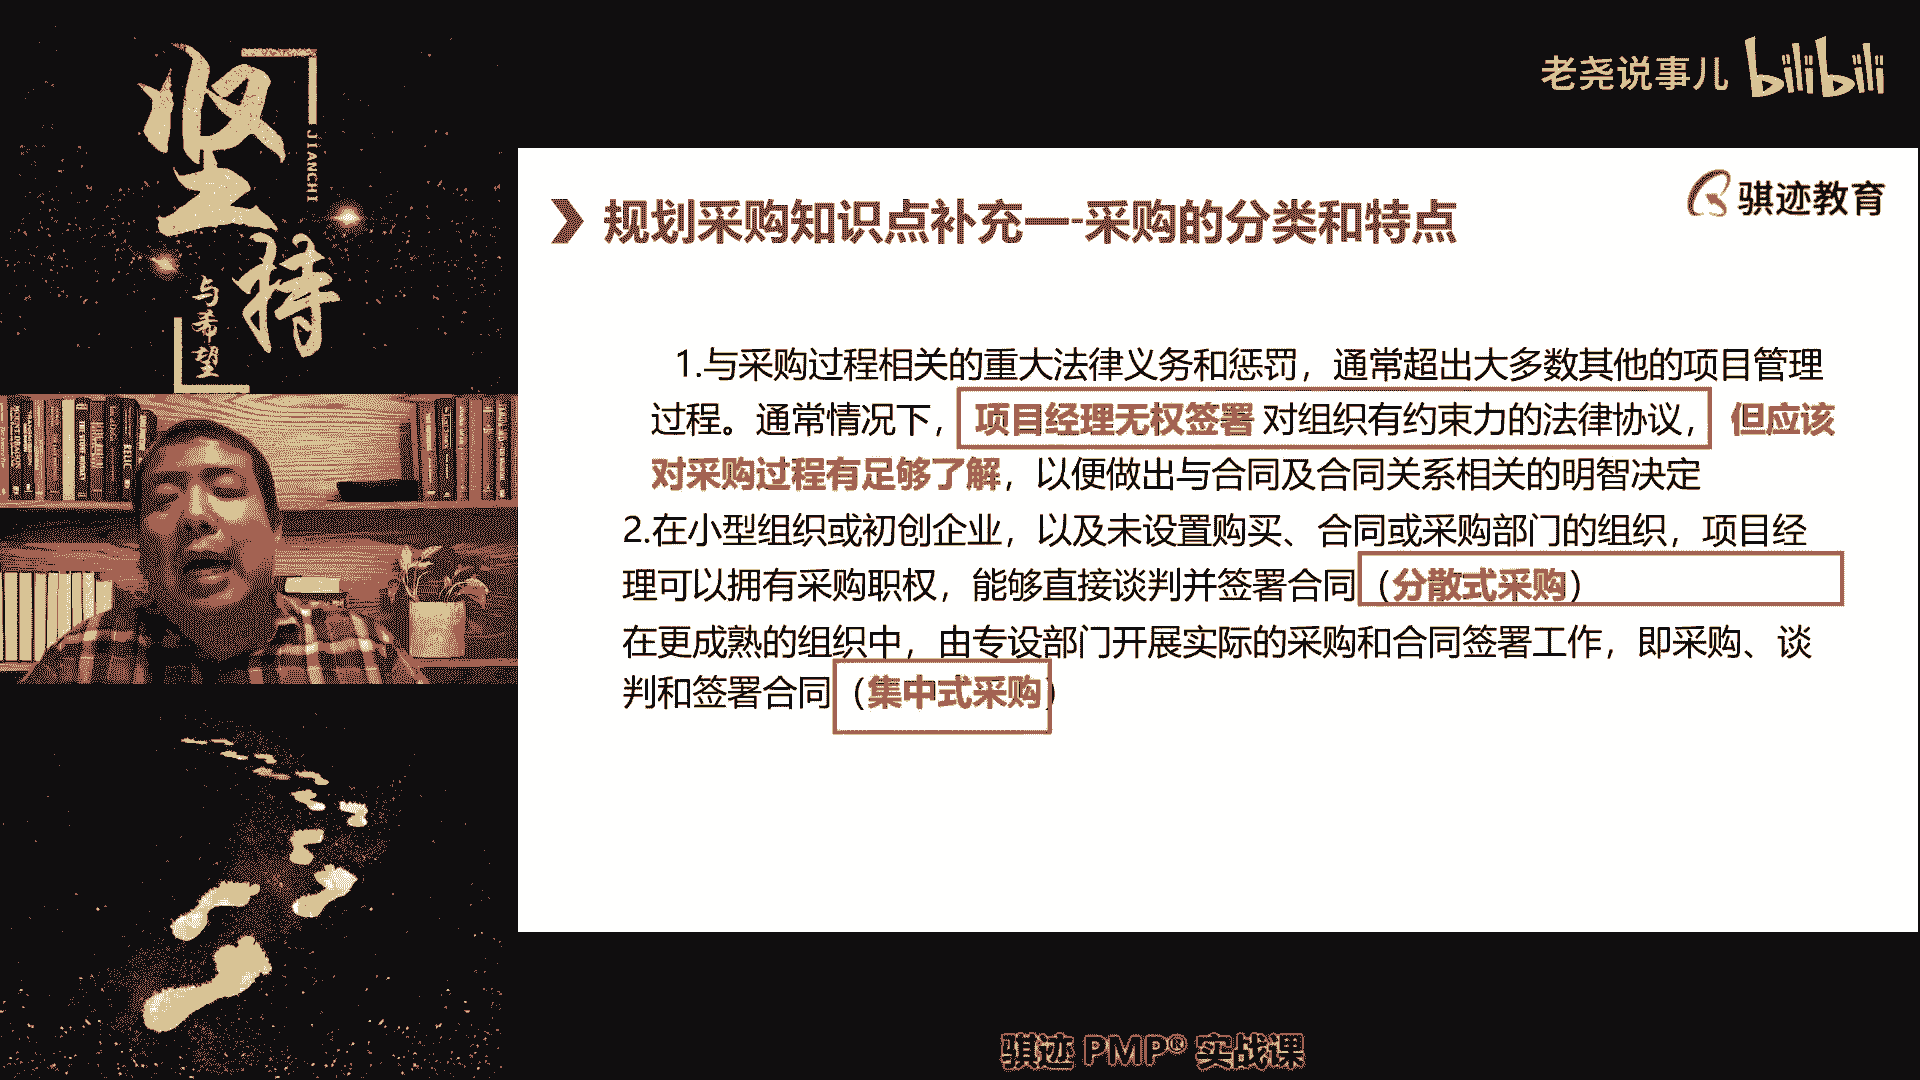 坚持
JIANCHI
与希望
老尧说事儿 bilibili
骐迹教育
规划采购知识点补充一-采购的分类和特点
1.与采购过程相关的重大法律义务和惩罚，通常超出大多数其他的项目管理
过程。通常情况下，项目经理无权签署 对组织有约束力的法律协议，但应该
对采购过程有足够了解，以便做出与合同及合同关系相关的明智决定
2.在小型组织或初创企业，以及未设置购买、合同或采购部门的组织，项目经
理可以拥有采购职权，能够直接谈判并签署合同（分散式采购）
在更成熟的组织中，由专设部门开展实际的采购和合同签署工作，即采购、谈
判和签署合同（集中式采购）
骐迹 PMP® 实战课